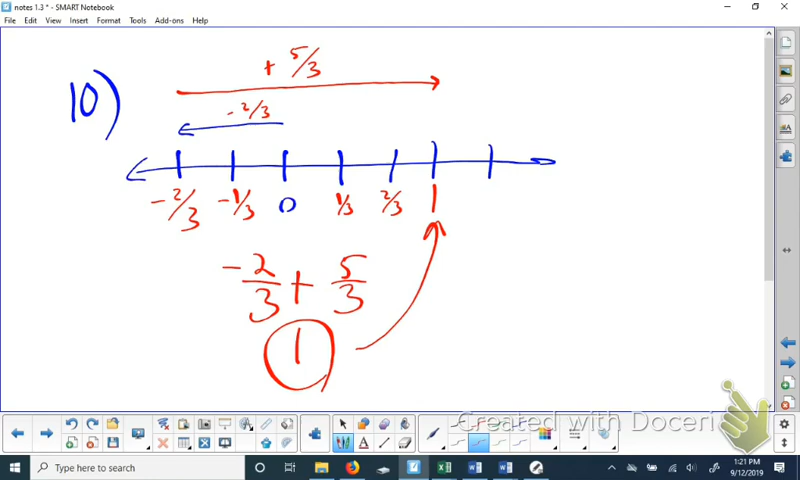 notes 1.3 * - SMART Notebook
File Edit View Insert Format Tools Add-ons Help
10)
+ 5/3
-2/3
-2/3 -1/3 0 1/3 2/3 1
-2/3 + 5/3
1
Created with Doceri
Type here to search
1:21 PM
9/12/2019